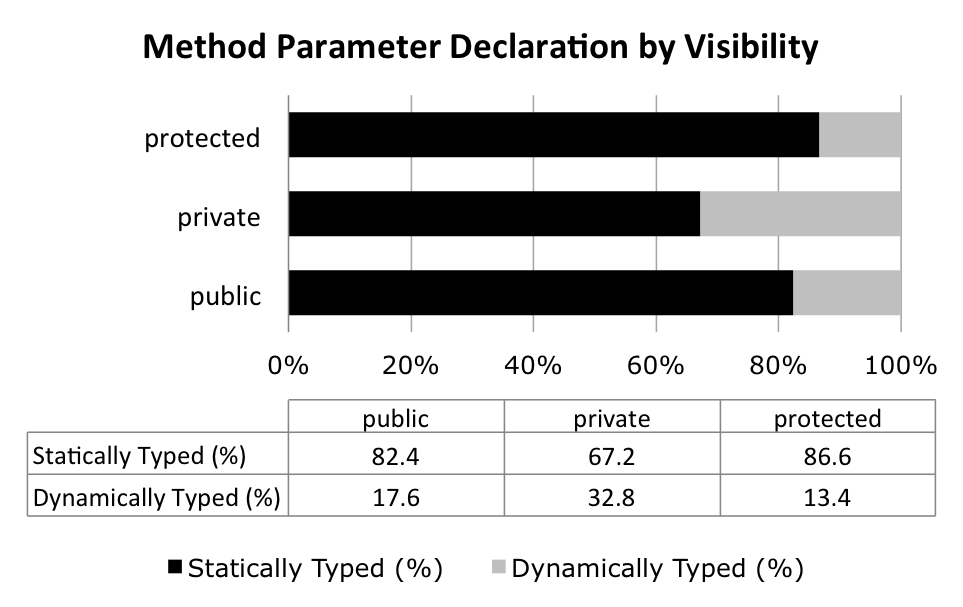 Method Parameter Declaration by Visibility
protected
private
public
0% 20% 40% 60% 80% 100%
public private protected
Statically Typed (%) 82.4 67.2 86.6
Dynamically Typed (%) 17.6 32.8 13.4
Statically Typed (%) Dynamically Typed (%)